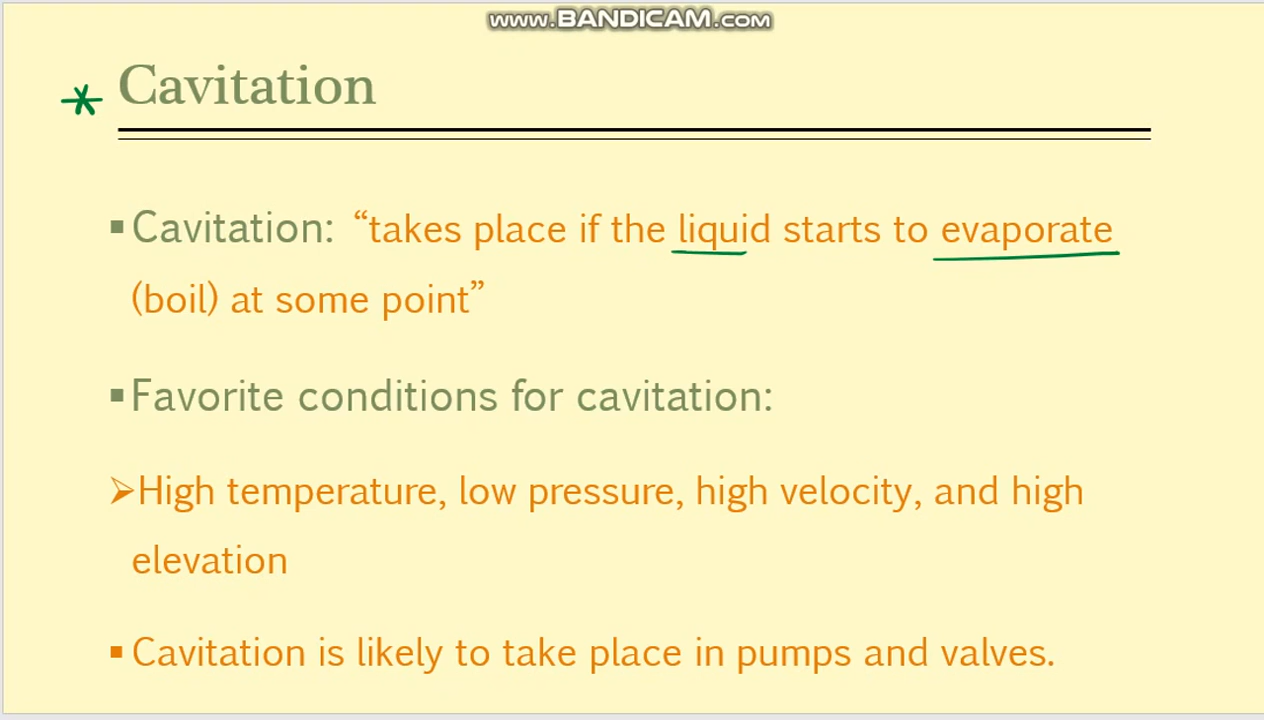 www.BANDICAM.com
* Cavitation
▪Cavitation: “takes place if the liquid starts to evaporate
(boil) at some point”
▪Favorite conditions for cavitation:
➢High temperature, low pressure, high velocity, and high
elevation
▪Cavitation is likely to take place in pumps and valves.